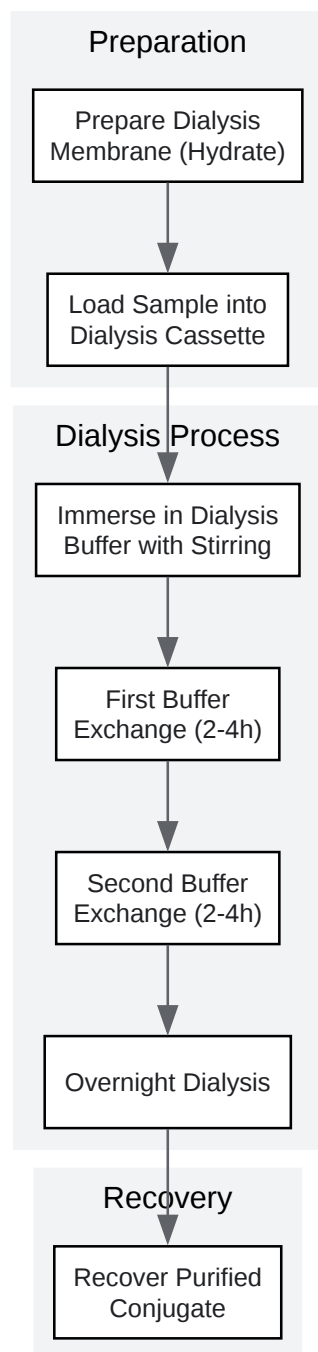 Preparation
Prepare Dialysis
Membrane (Hydrate)
Load Sample into
Dialysis Cassette
Dialysis Process
Immerse in Dialysis
Buffer with Stirring
First Buffer
Exchange (2-4h)
Second Buffer
Exchange (2-4h)
Overnight Dialysis
Recovery
Recover Purified
Conjugate